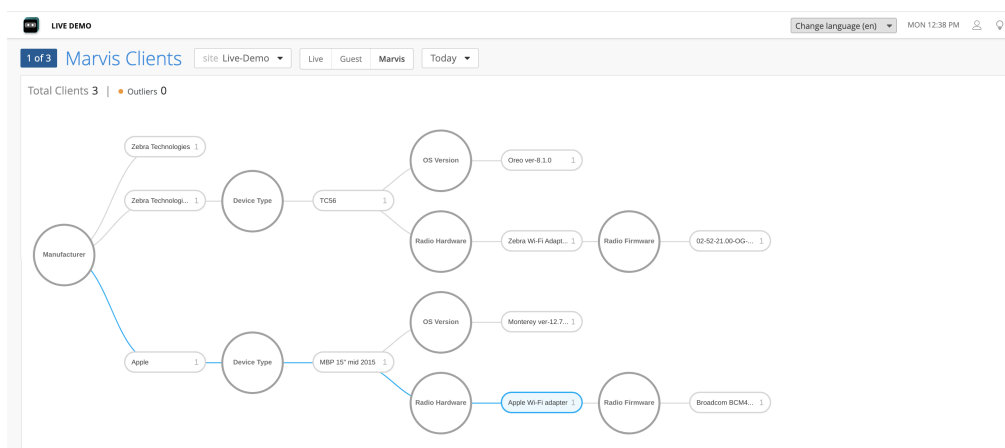 LIVE DEMO
Change language (en)
MON 12:38 PM
1 of 3
Marvis Clients
site Live-Demo
Live
Guest
Marvis
Today
Total Clients 3 | Outliers 0
Zebra Technologies 1
OS Version
Oreo ver-8.1.0 1
Zebra Technologi... 1
Device Type
TC56 1
Radio Hardware
Zebra Wi-Fi Adapt... 1
Radio Firmware
02-52-21.00-OG-... 1
Manufacturer
OS Version
Monterey ver-12.7... 1
Apple 1
Device Type
MBP 15" mid 2015 1
Radio Hardware
Apple Wi-Fi adapter 1
Radio Firmware
Broadcom BCM4... 1